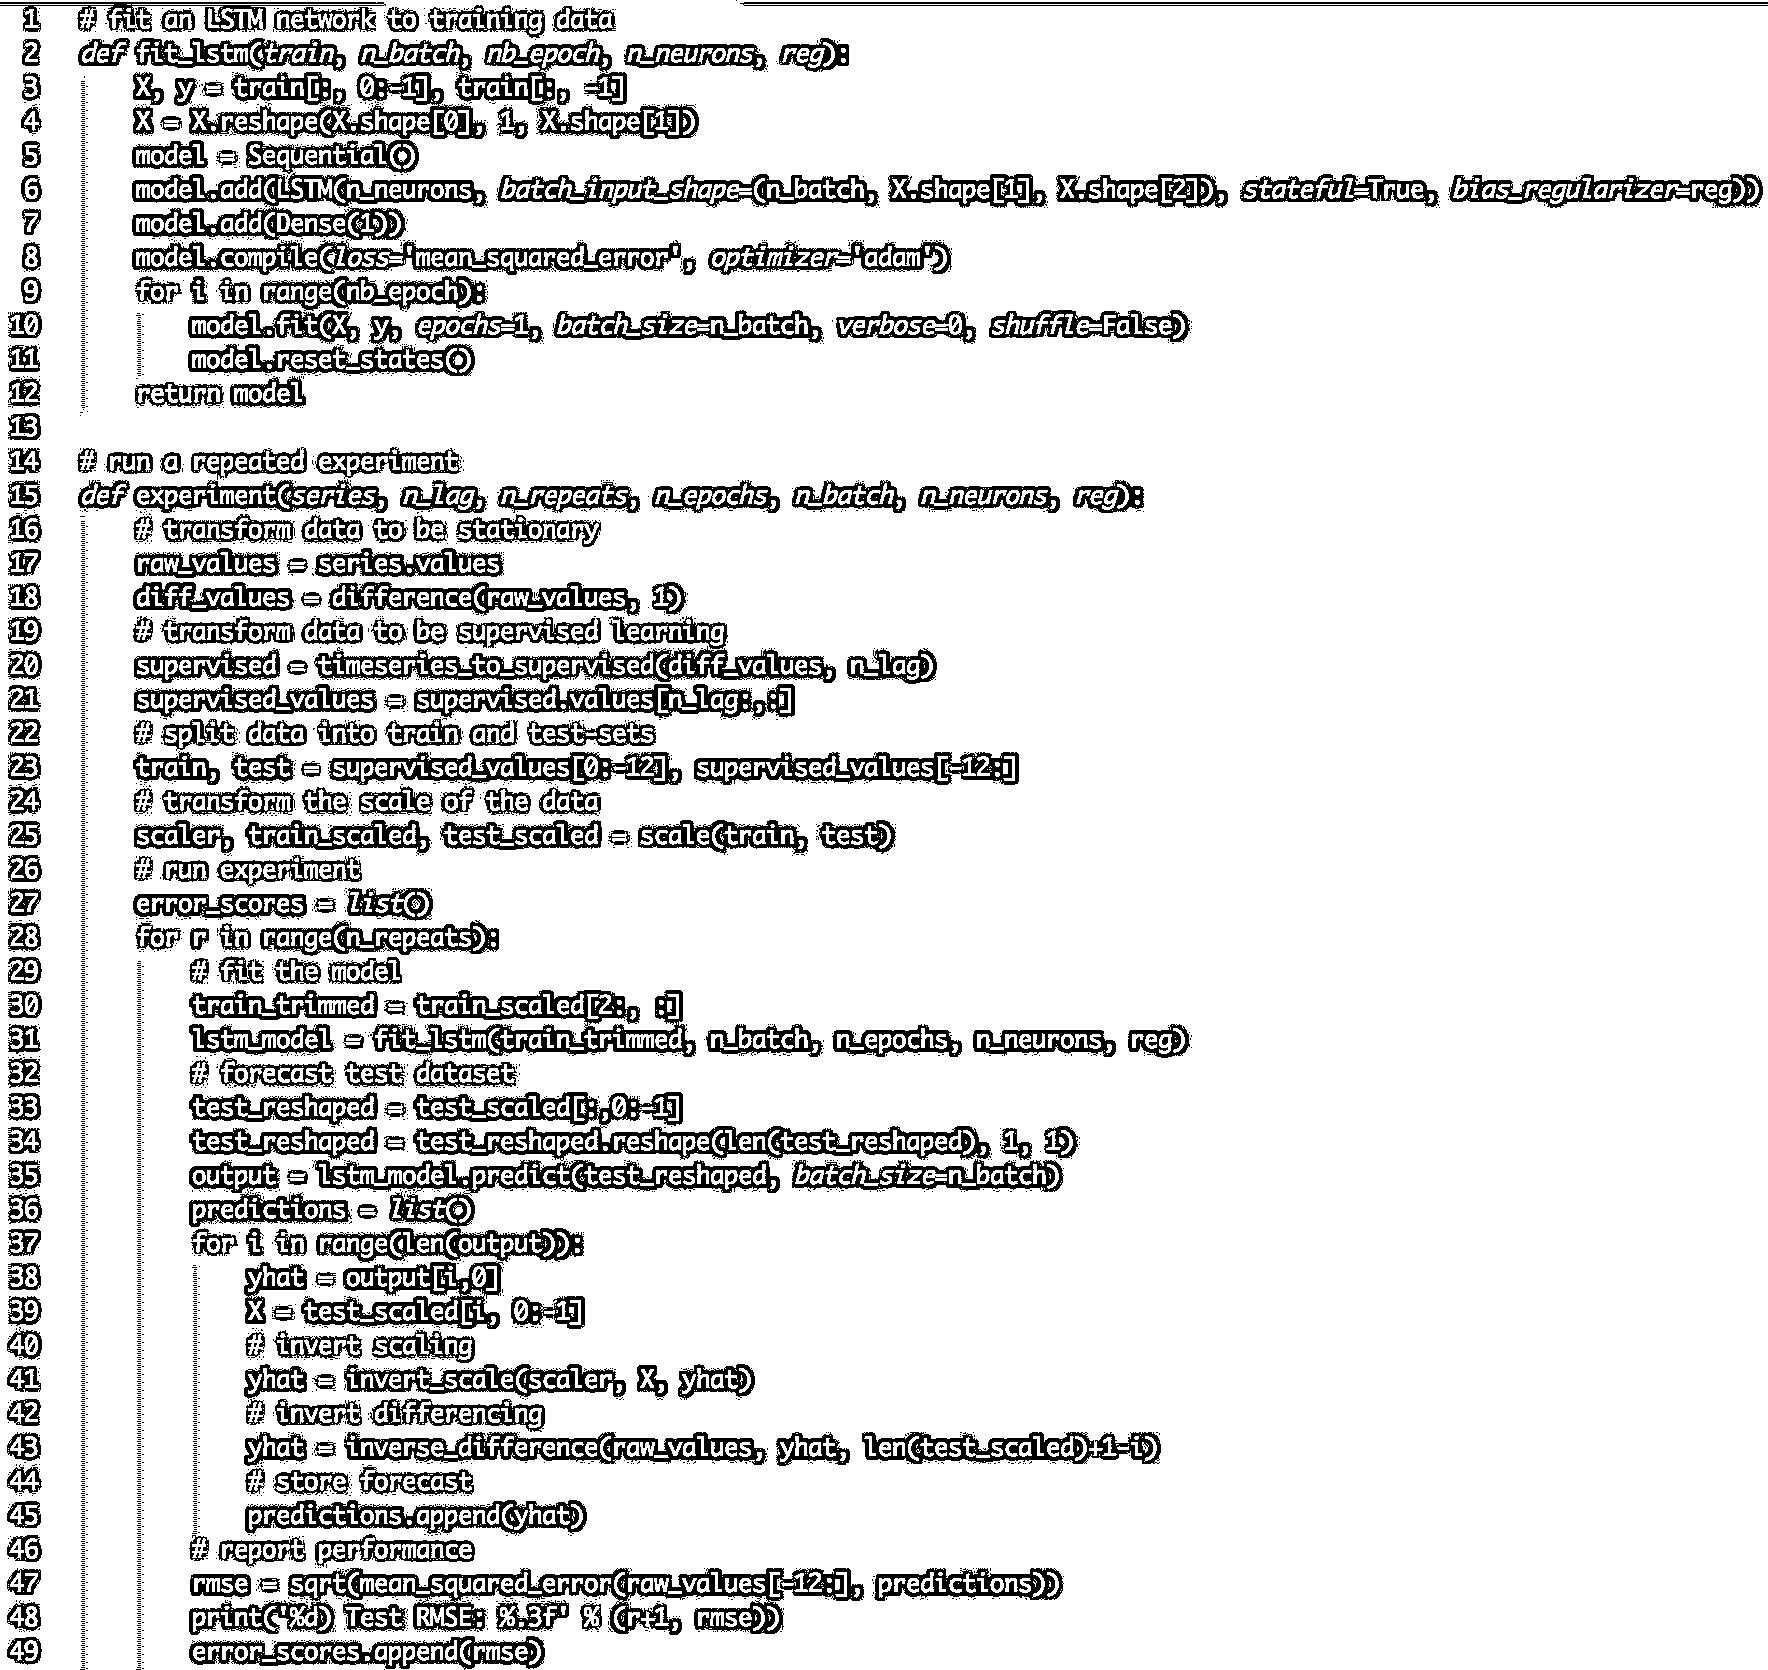 1 # fit an LSTM network to training data
2 def fit_lstm(train, n_batch, nb_epoch, n_neurons, reg):
3 X, y = train[:, 0:-1], train[:, -1]
4 X = X.reshape(X.shape[0], 1, X.shape[1])
5 model = Sequential()
6 model.add(LSTM(n_neurons, batch_input_shape=(n_batch, X.shape[1], X.shape[2]), stateful=True, bias_regularizer=reg))
7 model.add(Dense(1))
8 model.compile(loss='mean_squared_error', optimizer='adam')
9 for i in range(nb_epoch):
10 model.fit(X, y, epochs=1, batch_size=n_batch, verbose=0, shuffle=False)
11 model.reset_states()
12 return model
13
14 # run a repeated experiment
15 def experiment(series, n_lag, n_repeats, n_epochs, n_batch, n_neurons, reg):
16 # transform data to be stationary
17 raw_values = series.values
18 diff_values = difference(raw_values, 1)
19 # transform data to be supervised learning
20 supervised = timeseries_to_supervised(diff_values, n_lag)
21 supervised_values = supervised.values[n_lag:,:]
22 # split data into train and test-sets
23 train, test = supervised_values[0:-12], supervised_values[-12:]
24 # transform the scale of the data
25 scaler, train_scaled, test_scaled = scale(train, test)
26 # run experiment
27 error_scores = list()
28 for r in range(n_repeats):
29 # fit the model
30 train_trimmed = train_scaled[2:, :]
31 lstm_model = fit_lstm(train_trimmed, n_batch, n_epochs, n_neurons, reg)
32 # forecast test dataset
33 test_reshaped = test_scaled[:,0:-1]
34 test_reshaped = test_reshaped.reshape(len(test_reshaped), 1, 1)
35 output = lstm_model.predict(test_reshaped, batch_size=n_batch)
36 predictions = list()
37 for i in range(len(output)):
38 yhat = output[i,0]
39 X = test_scaled[i, 0:-1]
40 # invert scaling
41 yhat = invert_scale(scaler, X, yhat)
42 # invert differencing
43 yhat = inverse_difference(raw_values, yhat, len(test_scaled)+1-i)
44 # store forecast
45 predictions.append(yhat)
46 # report performance
47 rmse = sqrt(mean_squared_error(raw_values[-12:], predictions))
48 print('%d) Test RMSE: %.3f' % (r+1, rmse))
49 error_scores.append(rmse)